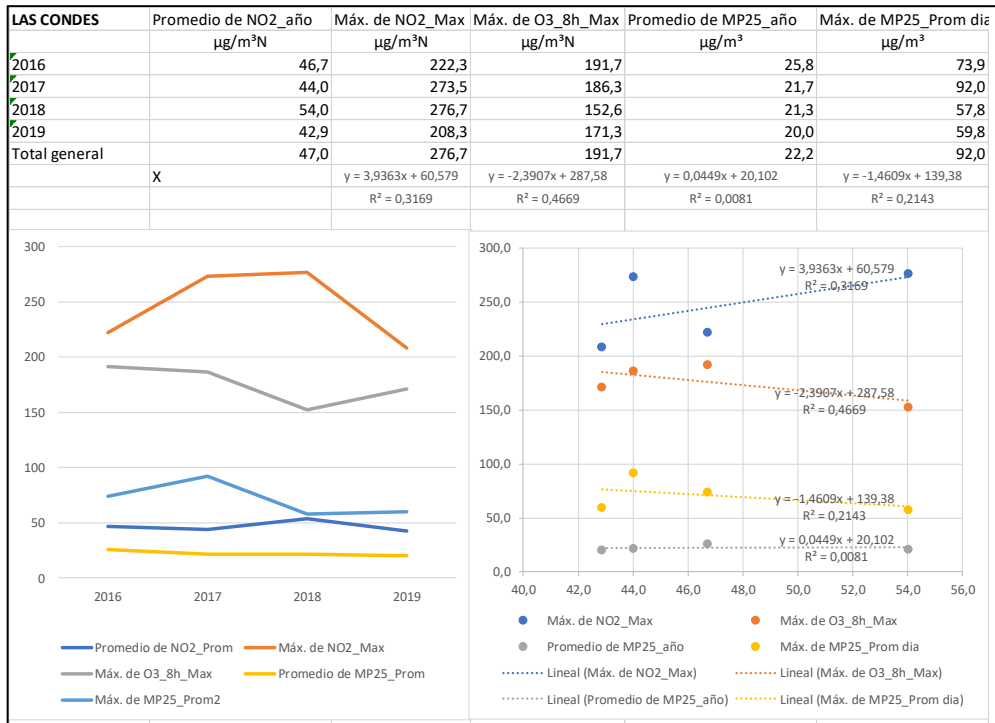 LAS CONDES Promedio de NO2_año Máx. de NO2_Max Máx. de O3_8h_Max Promedio de MP25_año Máx. de MP25_Prom dia
µg/m³N µg/m³N µg/m³N µg/m³ µg/m³
2016 46,7 222,3 191,7 25,8 73,9
2017 44,0 273,5 186,3 21,7 92,0
2018 54,0 276,7 152,6 21,3 57,8
2019 42,9 208,3 171,3 20,0 59,8
Total general 47,0 276,7 191,7 22,2 92,0
X y = 3,9363x + 60,579 y = -2,3907x + 287,58 y = 0,0449x + 20,102 y = -1,4609x + 139,38
R² = 0,3169 R² = 0,4669 R² = 0,0081 R² = 0,2143
300
250
200
150
100
50
0
2016 2017 2018 2019
Promedio de NO2_Prom Máx. de NO2_Max
Máx. de O3_8h_Max Promedio de MP25_Prom
Máx. de MP25_Prom2
300,0
250,0
200,0
150,0
100,0
50,0
0,0
y = 3,9363x + 60,579
R² = 0,3169
y = -2,3907x + 287,58
R² = 0,4669
y = -1,4609x + 139,38
R² = 0,2143
y = 0,0449x + 20,102
R² = 0,0081
42,0 44,0 46,0 48,0 50,0 52,0 54,0 56,0
Máx. de NO2_Max Máx. de O3_8h_Max
Promedio de MP25_año Máx. de MP25_Prom dia
Lineal (Máx. de NO2_Max) Lineal (Máx. de O3_8h_Max)
Lineal (Promedio de MP25_año) Lineal (Máx. de MP25_Prom dia)